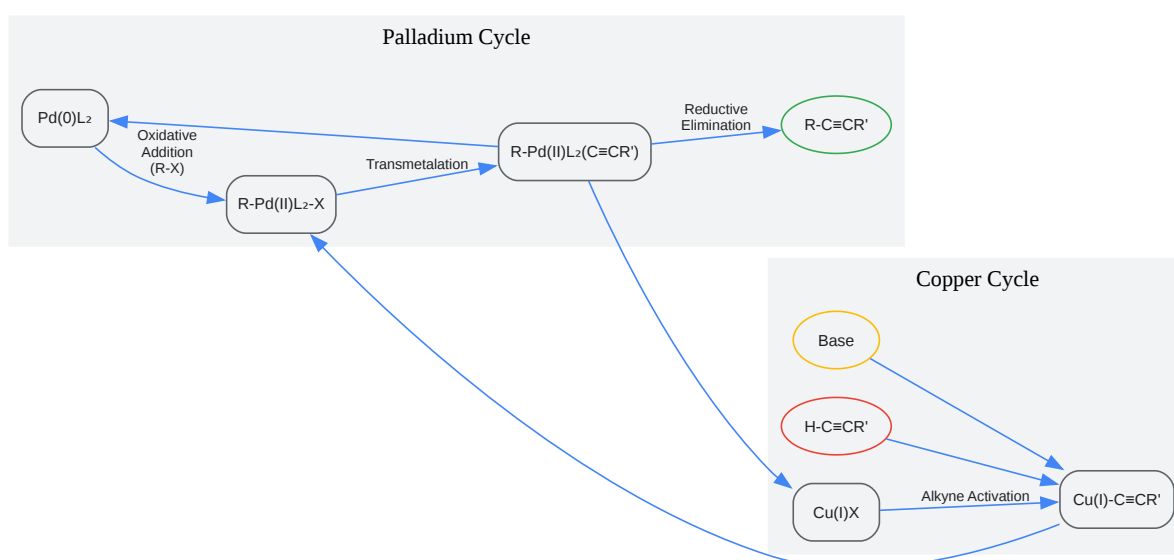 Palladium Cycle
Pd(0)L₂
Oxidative
Addition
(R-X)
R-Pd(II)L₂-X
Transmetalation
R-Pd(II)L₂(C≡CR')
Reductive
Elimination
R-C≡CR'
Copper Cycle
Base
H-C≡CR'
Cu(I)X
Alkyne Activation
Cu(I)-C≡CR'